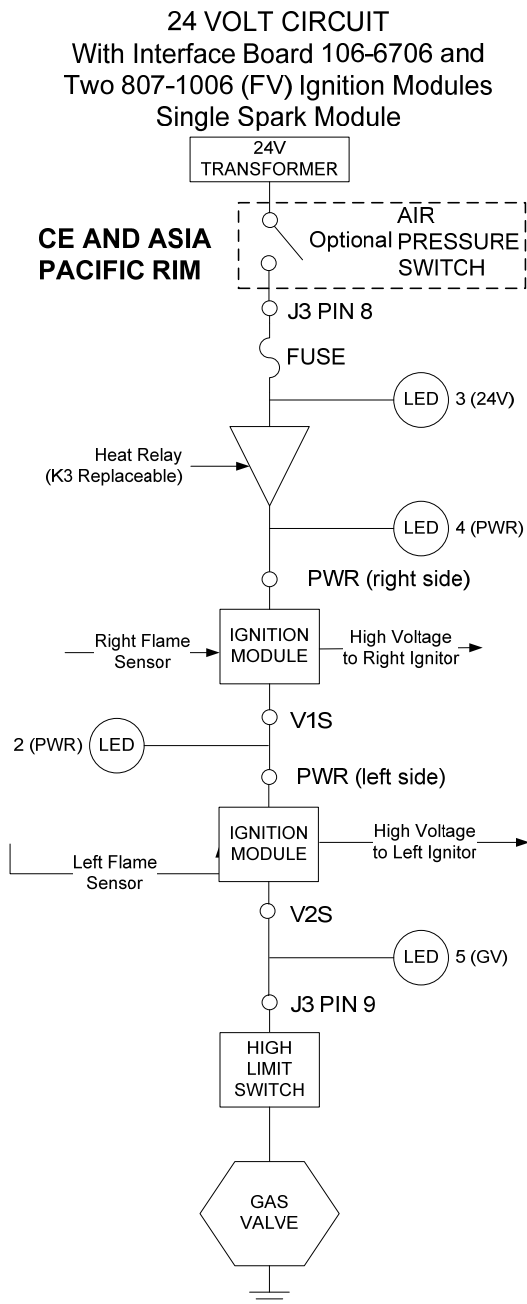 24 VOLT CIRCUIT
With Interface Board 106-6706 and
Two 807-1006 (FV) Ignition Modules
Single Spark Module
24V
TRANSFORMER
CE AND ASIA
PACIFIC RIM
Optional
AIR
PRESSURE
SWITCH
J3 PIN 8
FUSE
LED
3 (24V)
Heat Relay
(K3 Replaceable)
LED
4 (PWR)
PWR (right side)
Right Flame
Sensor
IGNITION
MODULE
High Voltage
to Right Ignitor
V1S
2 (PWR)
LED
PWR (left side)
Left Flame
Sensor
IGNITION
MODULE
High Voltage
to Left Ignitor
V2S
LED
5 (GV)
J3 PIN 9
HIGH
LIMIT
SWITCH
GAS
VALVE